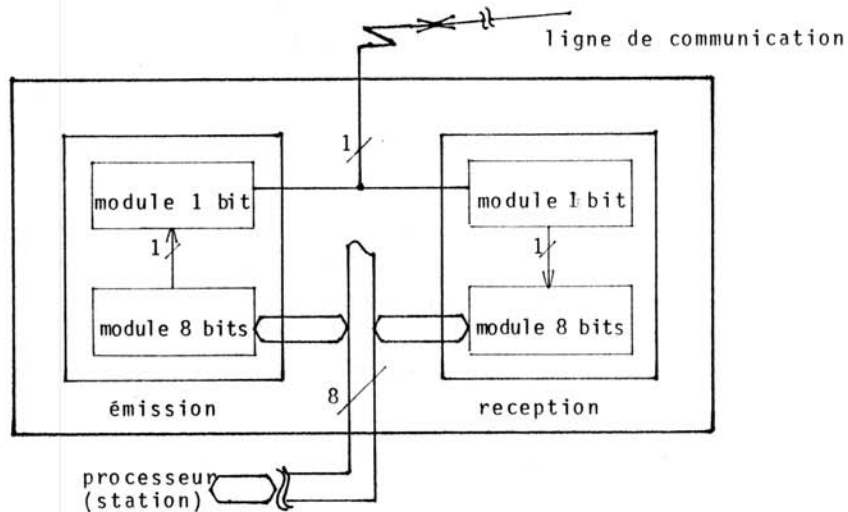 ligne de communication
1
module 1 bit
module 1 bit
1
1
module 8 bits
module 8 bits
8
émission
reception
processeur
(station)